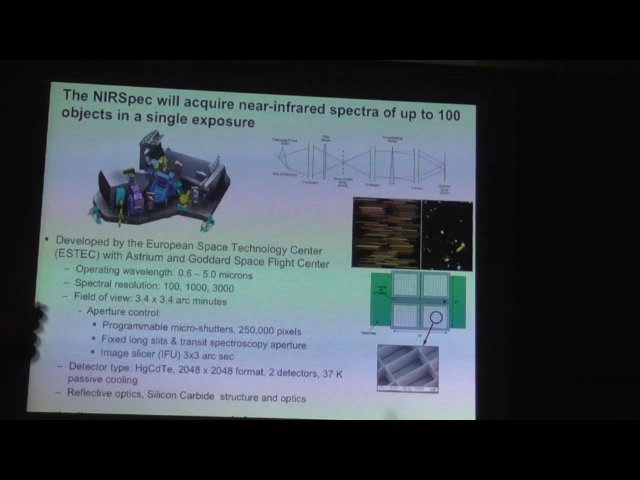 The NIRSpec will acquire near-infrared spectra of up to 100
objects in a single exposure
• Developed by the European Space Technology Center
(ESTEC) with Astrium and Goddard Space Flight Center
– Operating wavelength: 0.6 – 5.0 microns
– Spectral resolution: 100, 1000, 3000
– Field of view: 3.4 x 3.4 arc minutes
- Aperture control:
• Programmable micro-shutters, 250,000 pixels
• Fixed long slits & transit spectroscopy aperture
• Image slicer (IFU) 3x3 arc sec
– Detector type: HgCdTe, 2048 x 2048 format, 2 detectors, 37 K
passive cooling
– Reflective optics, Silicon Carbide structure and optics